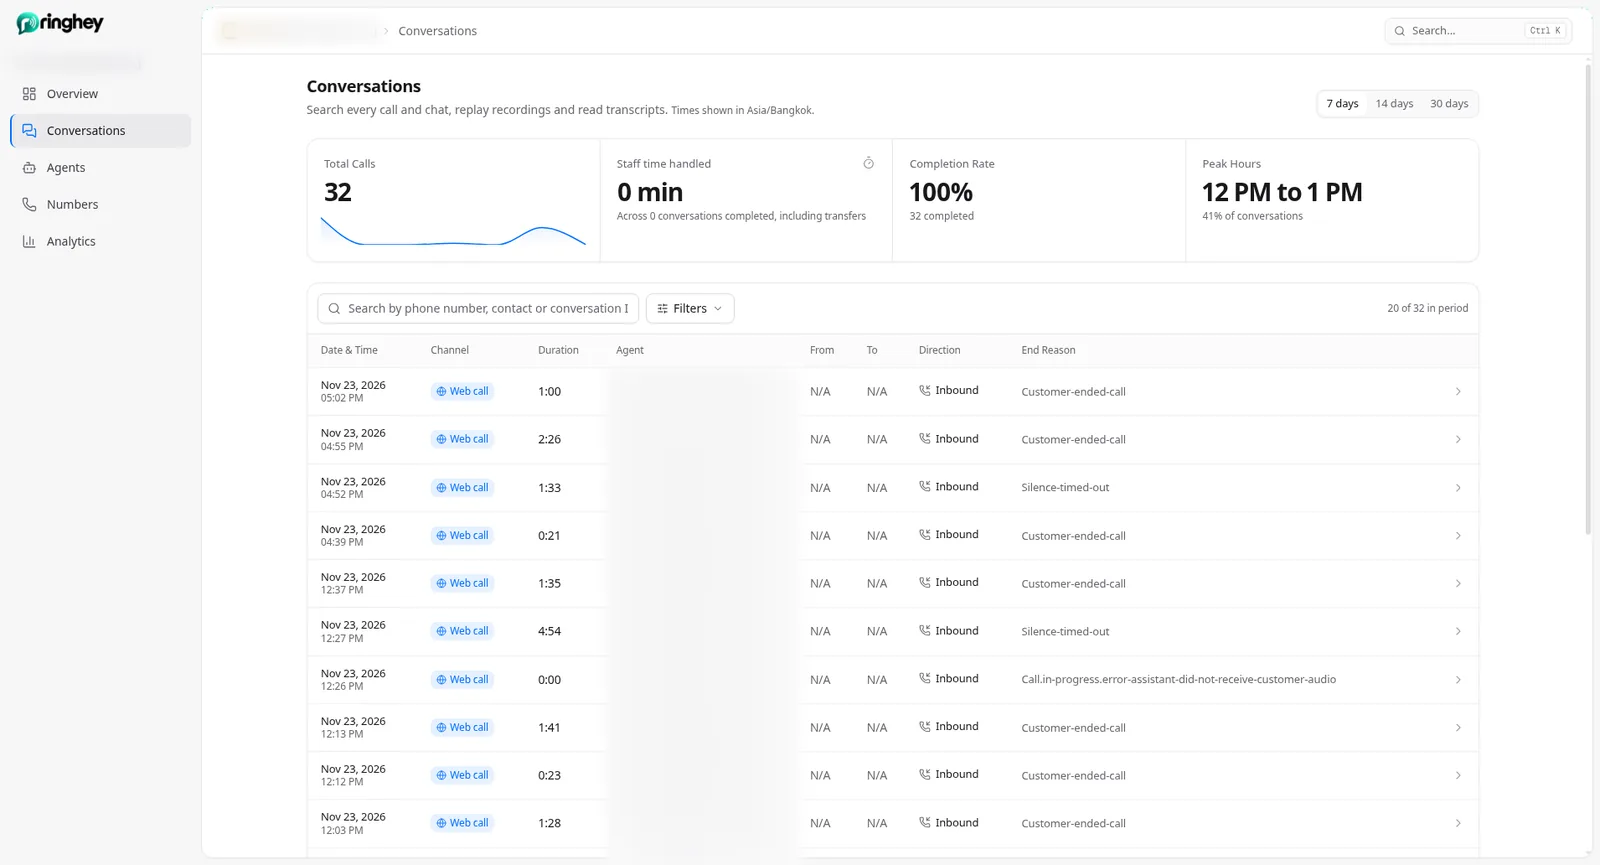 ringhey
Conversations
Search...
Ctrl K
Overview
Conversations
Agents
Numbers
Analytics
Conversations
Search every call and chat, replay recordings and read transcripts. Times shown in Asia/Bangkok.
7 days
14 days
30 days
Total Calls
32
Staff time handled
0 min
Across 0 conversations completed, including transfers
Completion Rate
100%
32 completed
Peak Hours
12 PM to 1 PM
41% of conversations
Search by phone number, contact or conversation I
Filters
20 of 32 in period
Date & Time Channel Duration Agent From To Direction End Reason
Nov 23, 2026
05:02 PM
Web call 1:00 N/A N/A Inbound Customer-ended-call
Nov 23, 2026
04:55 PM
Web call 2:26 N/A N/A Inbound Customer-ended-call
Nov 23, 2026
04:52 PM
Web call 1:33 N/A N/A Inbound Silence-timed-out
Nov 23, 2026
04:39 PM
Web call 0:21 N/A N/A Inbound Customer-ended-call
Nov 23, 2026
12:37 PM
Web call 1:35 N/A N/A Inbound Customer-ended-call
Nov 23, 2026
12:27 PM
Web call 4:54 N/A N/A Inbound Silence-timed-out
Nov 23, 2026
12:26 PM
Web call 0:00 N/A N/A Inbound Call.in-progress.error-assistant-did-not-receive-customer-audio
Nov 23, 2026
12:13 PM
Web call 1:41 N/A N/A Inbound Customer-ended-call
Nov 23, 2026
12:12 PM
Web call 0:23 N/A N/A Inbound Customer-ended-call
Nov 23, 2026
12:03 PM
Web call 1:28 N/A N/A Inbound Customer-ended-call